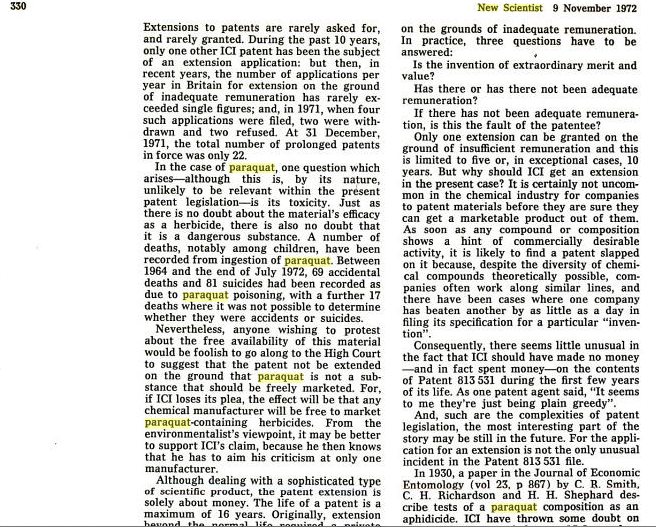 330
New Scientist 9 November 1972
Extensions to patents are rarely asked for,
and rarely granted. During the past 10 years,
only one other ICI patent has been the subject
of an extension application: but then, in
recent years, the number of applications per
year in Britain for extension on the ground
of inadequate remuneration has rarely ex-
ceeded single figures; and, in 1971, when four
such applications were filed, two were with-
drawn and two refused. At 31 December,
1971, the total number of prolonged patents
in force was only 22.
In the case of paraquat, one question which
arises—although this is, by its nature,
unlikely to be relevant within the present
patent legislation—is its toxicity. Just as
there is no doubt about the material's efficacy
as a herbicide, there is also no doubt that
it is a dangerous substance. A number of
deaths, notably among children, have been
recorded from ingestion of paraquat. Between
1964 and the end of July 1972, 69 accidental
deaths and 81 suicides had been recorded as
due to paraquat poisoning, with a further 17
deaths where it was not possible to determine
whether they were accidents or suicides.
Nevertheless, anyone wishing to protest
about the free availability of this material
would be foolish to go along to the High Court
to suggest that the patent not be extended
on the ground that paraquat is not a sub-
stance that should be freely marketed. For,
if ICI loses its plea, the effect will be that any
chemical manufacturer will be free to market
paraquat-containing herbicides. From the
environmentalist's viewpoint, it may be better
to support ICI's claim, because he then knows
that he has to aim his criticism at only one
manufacturer.
Although dealing with a sophisticated type
of scientific product, the patent extension is
solely about money. The life of a patent is a
maximum of 16 years. Originally, extension
beyond the normal life required a private
on the grounds of inadequate remuneration.
In practice, three questions have to be
answered:
Is the invention of extraordinary merit and
value?
Has there or has there not been adequate
remuneration?
If there has not been adequate remunera-
tion, is this the fault of the patentee?
Only one extension can be granted on the
ground of insufficient remuneration and this
is limited to five or, in exceptional cases, 10
years. But why should ICI get an extension
in the present case? It is certainly not uncom-
mon in the chemical industry for companies
to patent materials before they are sure they
can get a marketable product out of them.
As soon as any compound or composition
shows a hint of commercially desirable
activity, it is likely to find a patent slapped
on it because, despite the diversity of chemi-
cal compounds theoretically possible, com-
panies often work along similar lines, and
there have been cases where one company
has beaten another by as little as a day in
filing its specification for a particular "inven-
tion".
Consequently, there seems little unusual in
the fact that ICI should have made no money
—and in fact spent money—on the contents
of Patent 813 531 during the first few years
of its life. As one patent agent said, "It seems
to me they're just being plain greedy".
And, such are the complexities of patent
legislation, the most interesting part of the
story may be still in the future. For the appli-
cation for an extension is not the only unusual
incident in the Patent 813 531 file.
In 1930, a paper in the Journal of Economic
Entomology (vol 23, p 867) by C. R. Smith,
C. H. Richardson and H. H. Shephard des-
cribe tests of a paraquat composition as an
aphidicide. ICI have thrown some doubt on